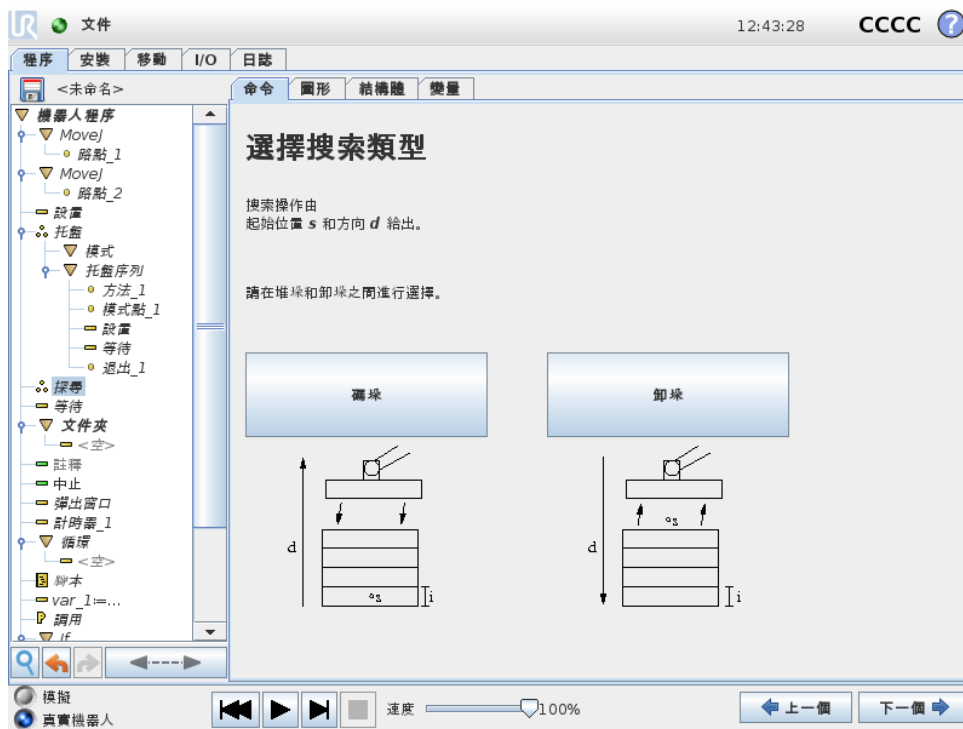 UR 文件 12:43:28 CCCC ?
程序 安裝 移動 I/O 日誌
<未命名>
命令 圖形 結構體 變量
機器人程序
MoveJ
路點_1
MoveJ
路點_2
設置
托盤
模式
托盤序列
方法_1
模式點_1
設置
等待
退出_1
探尋
等待
文件夾
<空>
註釋
中止
彈出窗口
計時器_1
循環
<空>
腳本
var_1:=...
P 調用
If
選擇搜索類型
搜索操作由
起始位置 s 和方向 d 給出。
請在堆垛和卸垛之間進行選擇。
碼垛
卸垛
d
s
i
d
s
i
模擬
真實機器人
速度 100%
上一個 下一個